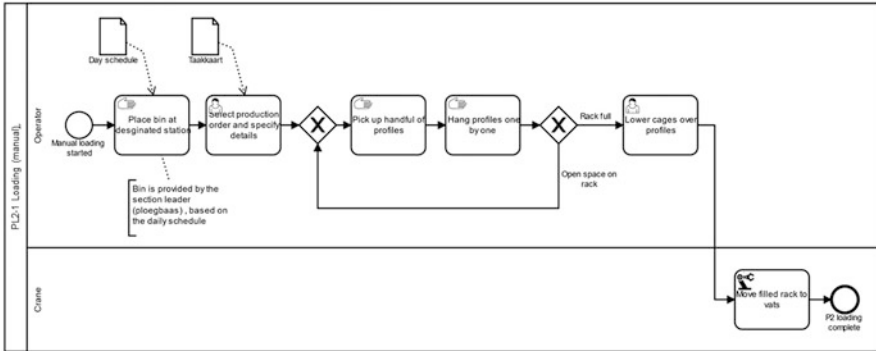 PL2-1 Loading (manual),
Operator
Crane
Day schedule
Taakkaart
Manual loading
started
Place bin at
desginated station
Select production
order and specify
details
X
Pick up handful of
profiles
Hang profiles one
by one
X
Rack full
Lower cages over
profiles
Open space on
rack
Bin is provided by the
section leader
(ploegbaas) , based on
the daily schedule
Move filled rack to
vats
P2 loading
complete